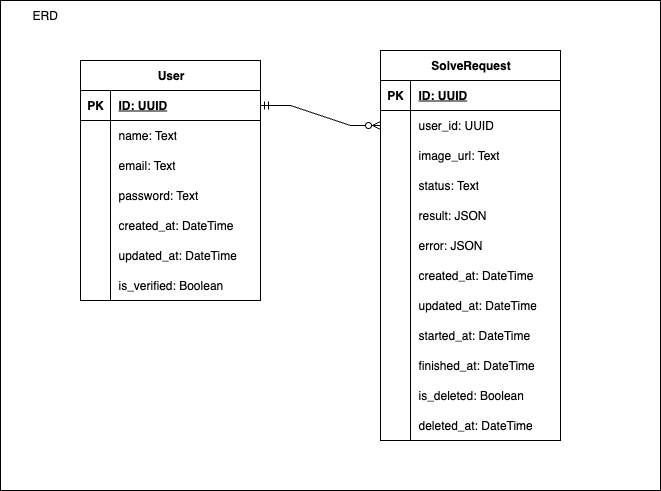 ERD
User
PK ID: UUID
name: Text
email: Text
password: Text
created_at: DateTime
updated_at: DateTime
is_verified: Boolean
SolveRequest
PK ID: UUID
user_id: UUID
image_url: Text
status: Text
result: JSON
error: JSON
created_at: DateTime
updated_at: DateTime
started_at: DateTime
finished_at: DateTime
is_deleted: Boolean
deleted_at: DateTime